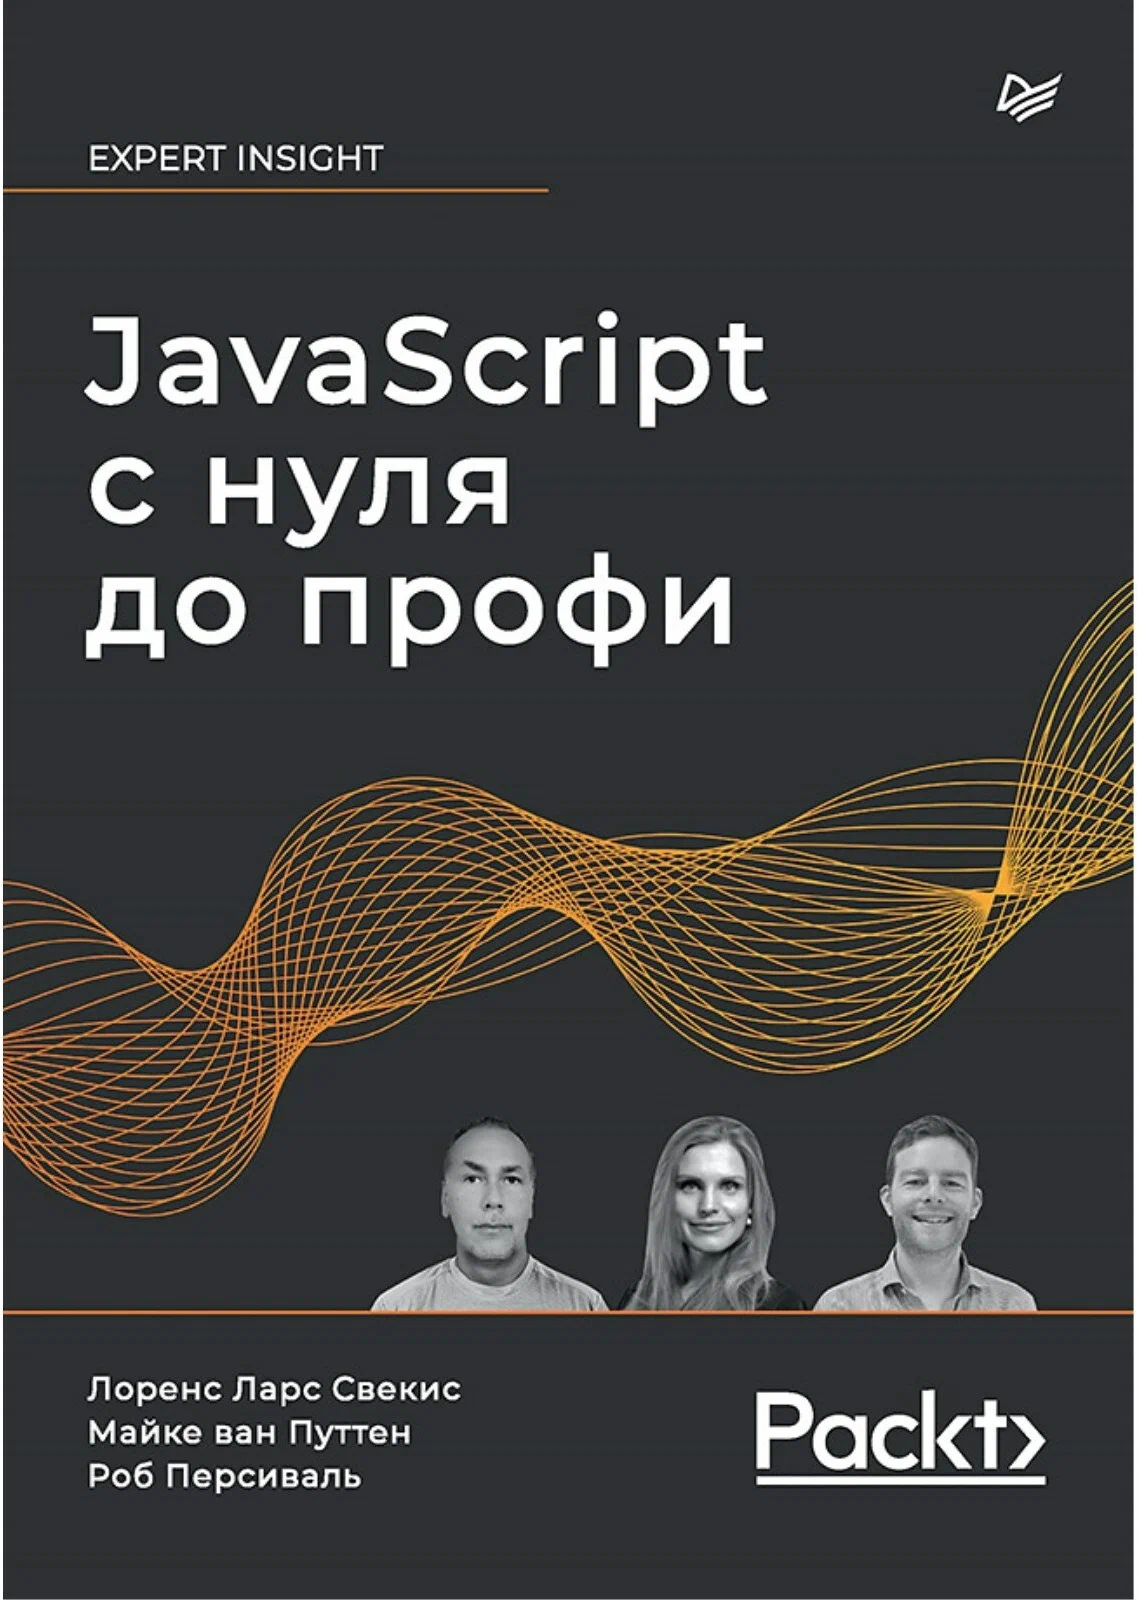 EXPERT INSIGHT
JavaScript
с нуля
до профи
Лоренс Ларс Свекис
Майке ван Путтен
Роб Персиваль
Packt